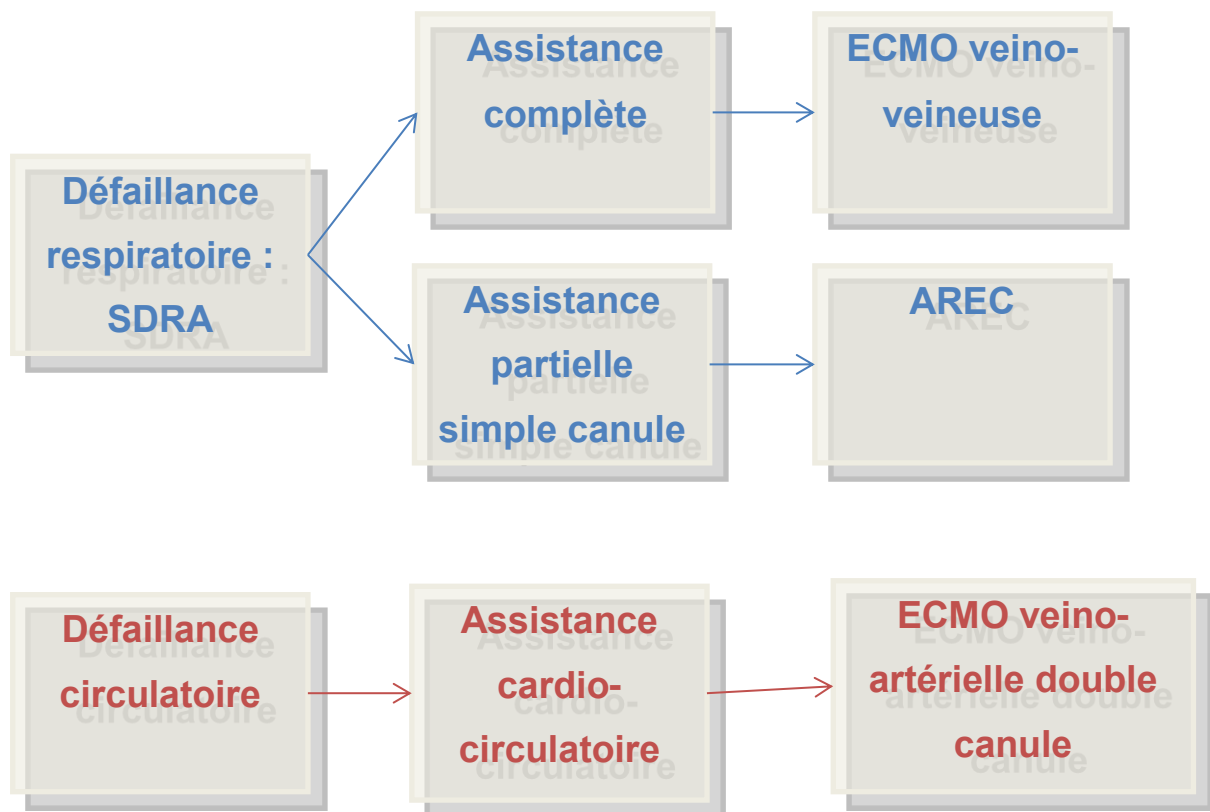 Défaillance
respiratoire :
SDRA
Assistance
complète
ECMO veino-
veineuse
Assistance
partielle
simple canule
AREC
Défaillance
circulatoire
Assistance
cardio-
circulatoire
ECMO veino-
artérielle double
canule